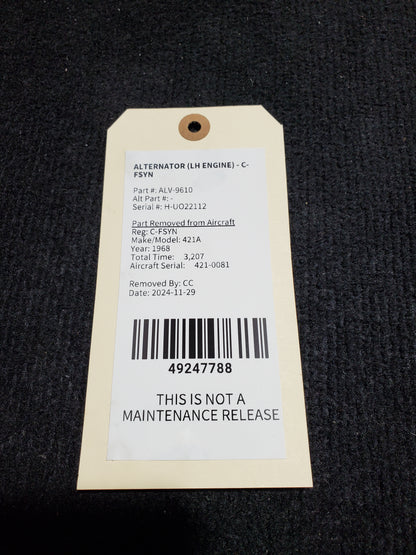 ALTERNATOR (LH ENGINE) - C-
FSYN
Part #: ALV-9610
Alt Part #: -
Serial #: H-UO22112
Part Removed from Aircraft
Reg: C-FSYN
Make/Model: 421A
Year: 1968
Total Time: 3,207
Aircraft Serial: 421-0081
Removed By: CC
Date: 2024-11-29
49247788
THIS IS NOT A
MAINTENANCE RELEASE